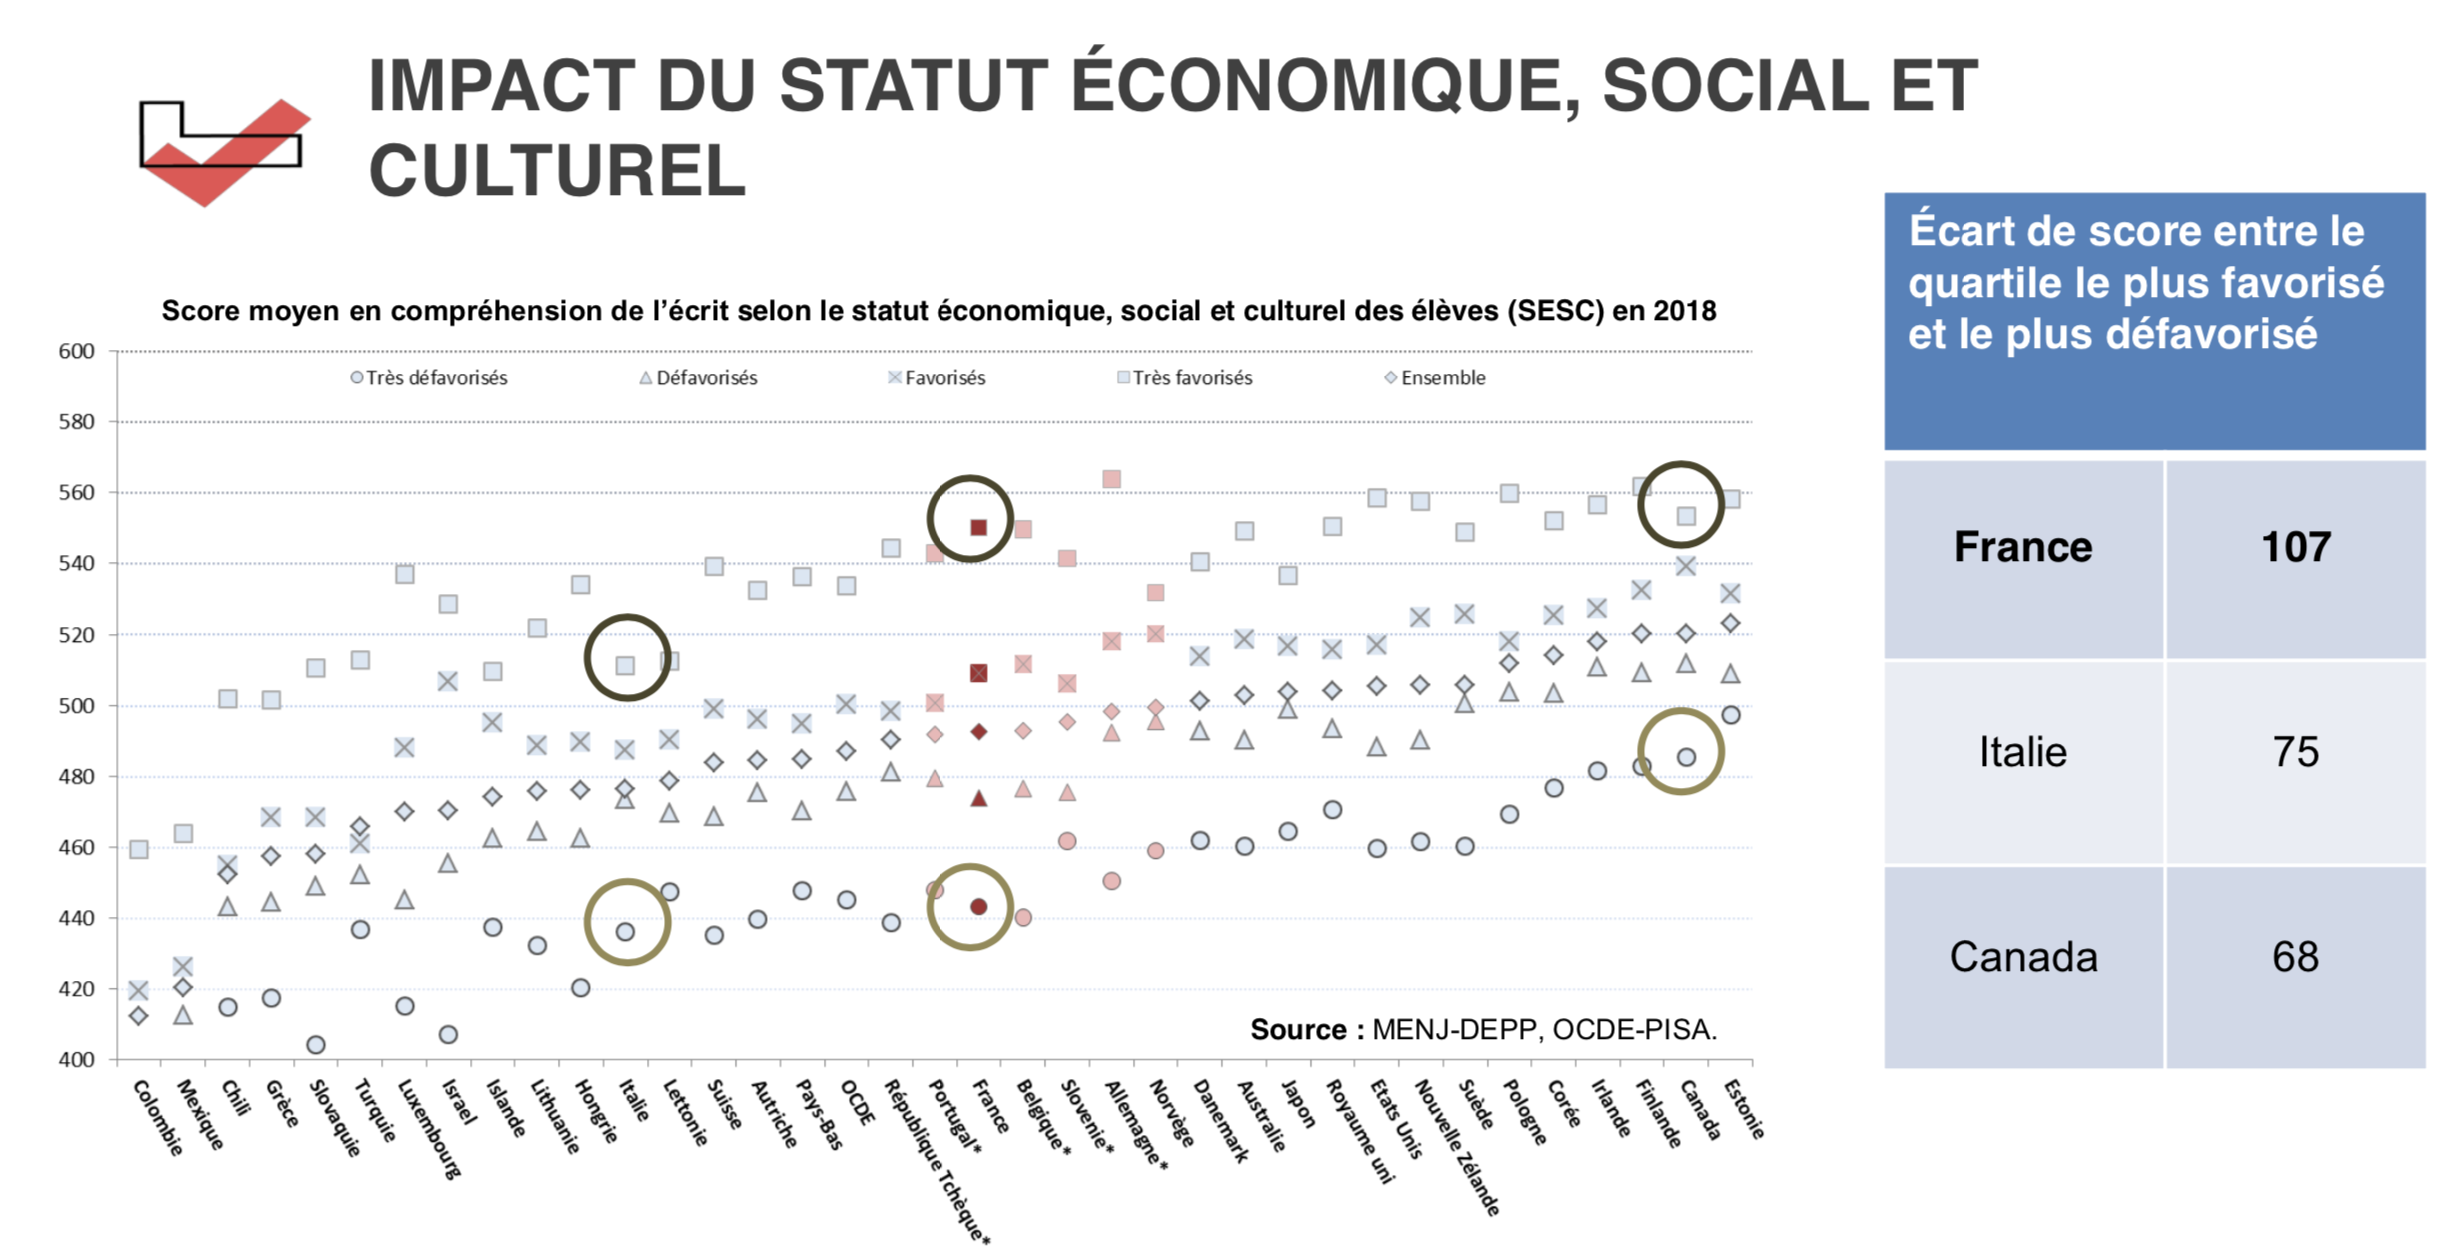 IMPACT DU STATUT ÉCONOMIQUE, SOCIAL ET
CULTUREL
Score moyen en compréhension de l'écrit selon le statut économique, social et culturel des élèves (SESC) en 2018
600
Très défavorisés Défavorisés Favorisés Très favorisés Ensemble
580
560
540
520
500
480
460
440
420
400
Source : MENJ-DEPP, OCDE-PISA.
Colombie
Mexique
Chili
Grèce
Slovaquie
Turquie
Luxembourg
Israel
Islande
Lithuanie
Hongrie
Italie
Lettonie
Suisse
Autriche
Pays-Bas
OCDE
République Tchèque*
Portugal*
France
Belgique*
Slovenie*
Allemagne*
Norvège
Danemark
Australie
Japon
Royaume uni
Etats Unis
Nouvelle Zélande
Suède
Pologne
Corée
Irlande
Finlande
Canada
Estonie
Écart de score entre le
quartile le plus favorisé
et le plus défavorisé
France 107
Italie 75
Canada 68